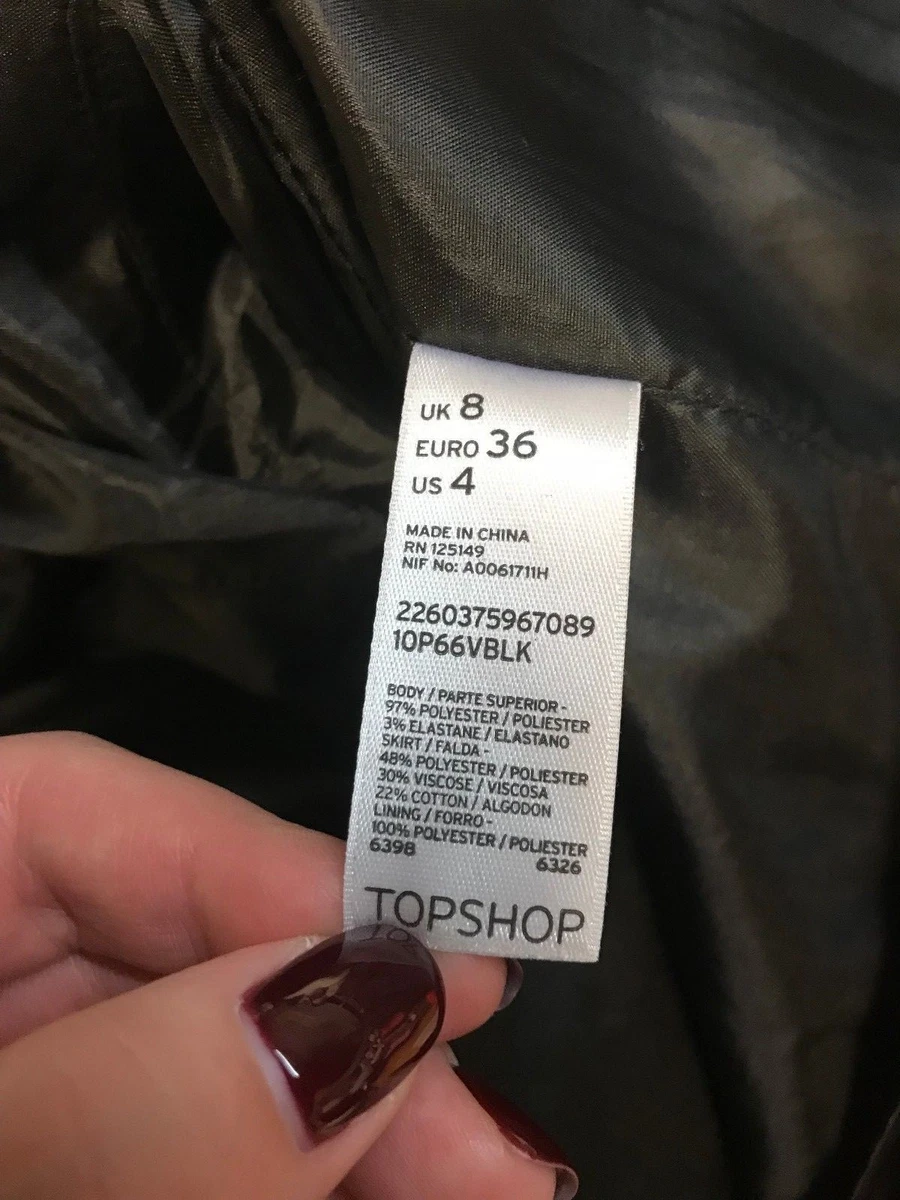 UK 8
EURO 36
US 4
MADE IN CHINA
RN 125149
NIF No: A0061711H
2260375967089
10P66VBLK
BODY / PARTE SUPERIOR -
97% POLYESTER / POLIESTER
3% ELASTANE / ELASTANO
SKIRT / FALDA -
48% POLYESTER / POLIESTER
30% VISCOSE / VISCOSA
22% COTTON / ALGODON
LINING / FORRO -
100% POLYESTER / POLIESTER
6398 6326
TOPSHOP